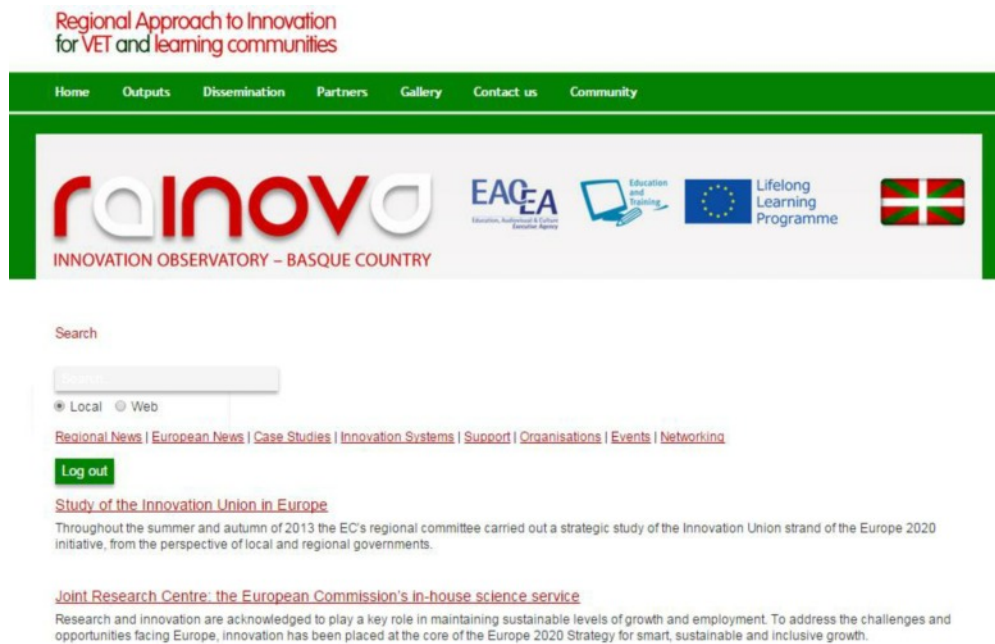 Regional Approach to Innovation
for VET and learning communities
Home Outputs Dissemination Partners Gallery Contact us Community
rainova
INNOVATION OBSERVATORY – BASQUE COUNTRY
EACEA
Education, Audiovisual & Culture
Executive Agency
Education
and
Training
Lifelong
Learning
Programme
Search
Search...
Local Web
Regional News | European News | Case Studies | Innovation Systems | Support | Organisations | Events | Networking
Log out
Study of the Innovation Union in Europe
Throughout the summer and autumn of 2013 the EC's regional committee carried out a strategic study of the Innovation Union strand of the Europe 2020
initiative, from the perspective of local and regional governments.
Joint Research Centre: the European Commission's in-house science service
Research and innovation are acknowledged to play a key role in maintaining sustainable levels of growth and employment. To address the challenges and
opportunities facing Europe, innovation has been placed at the core of the Europe 2020 Strategy for smart, sustainable and inclusive growth.